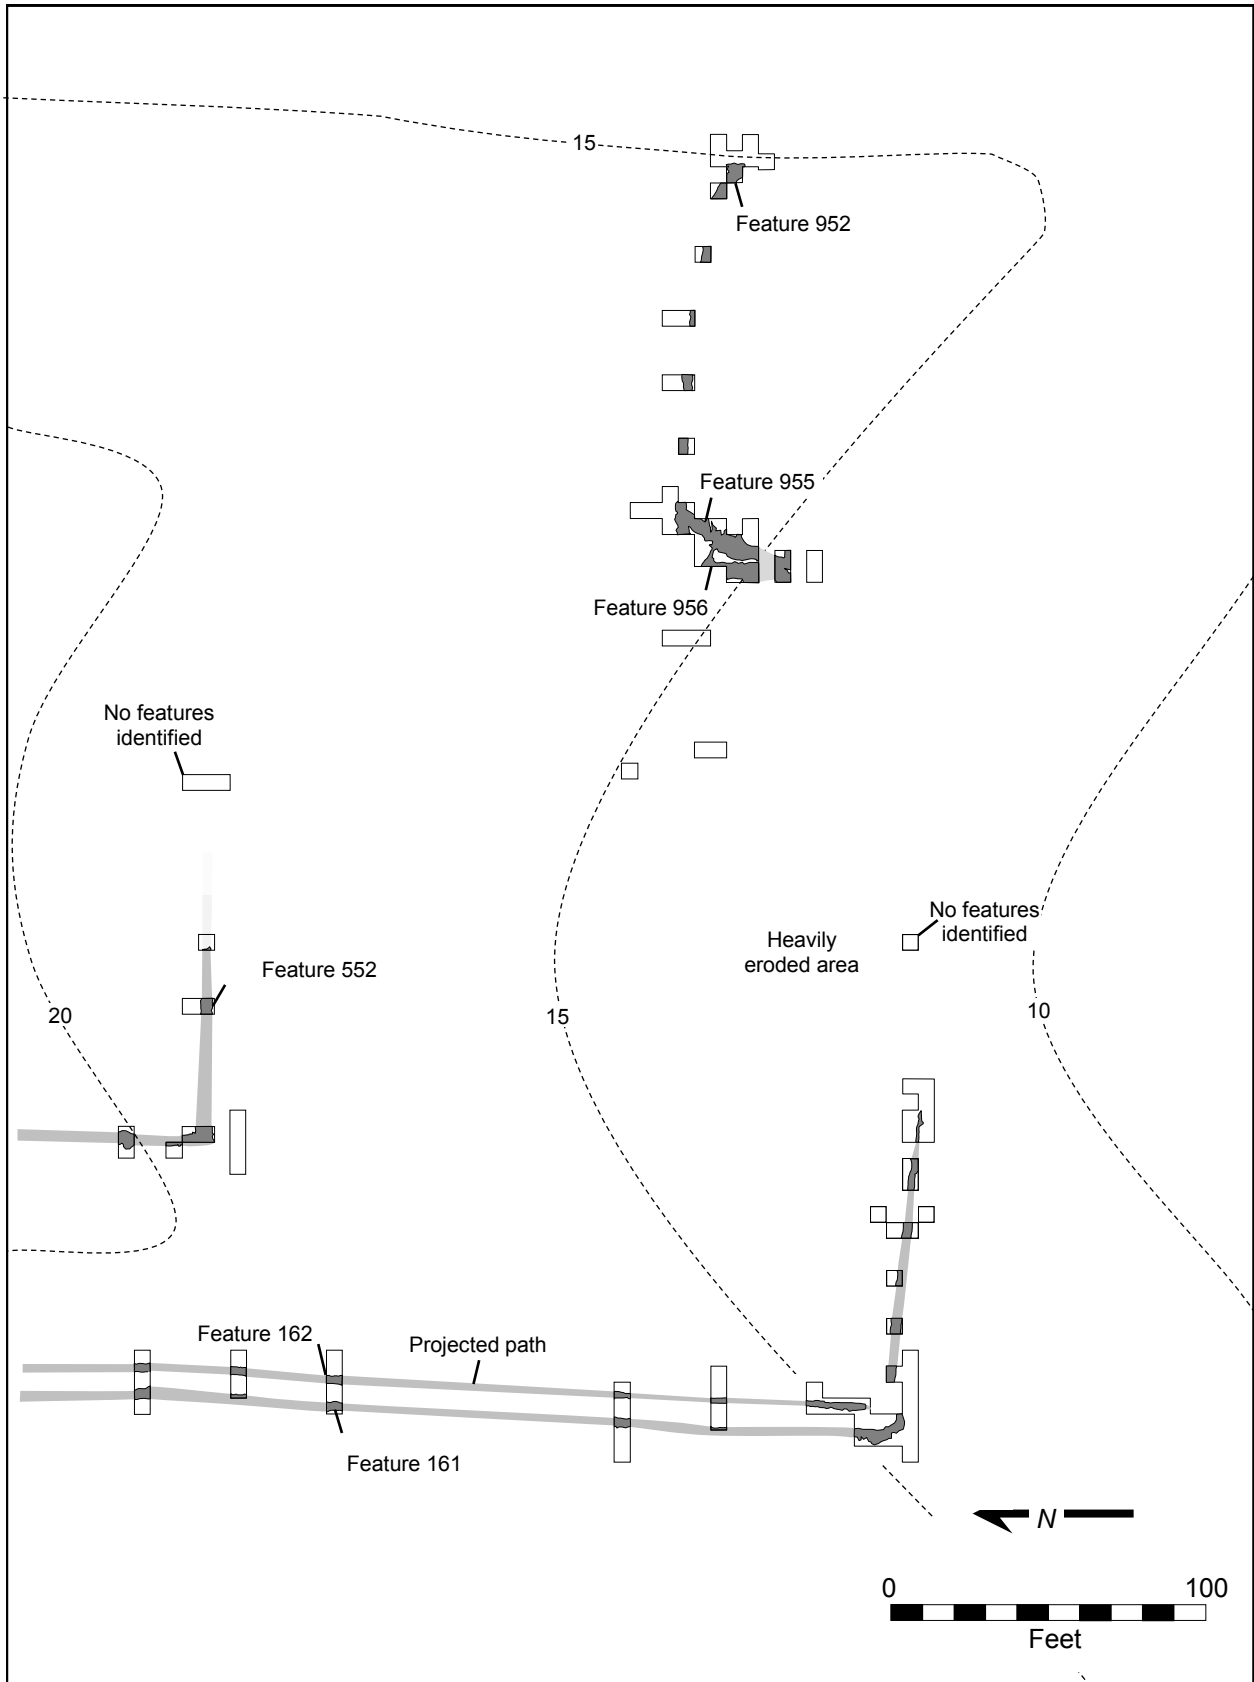 15
Feature 952
Feature 955
Feature 956
No features
identified
No features
identified
Heavily
eroded area
Feature 552
20
15
10
Feature 162
Projected path
Feature 161
N
0
100
Feet